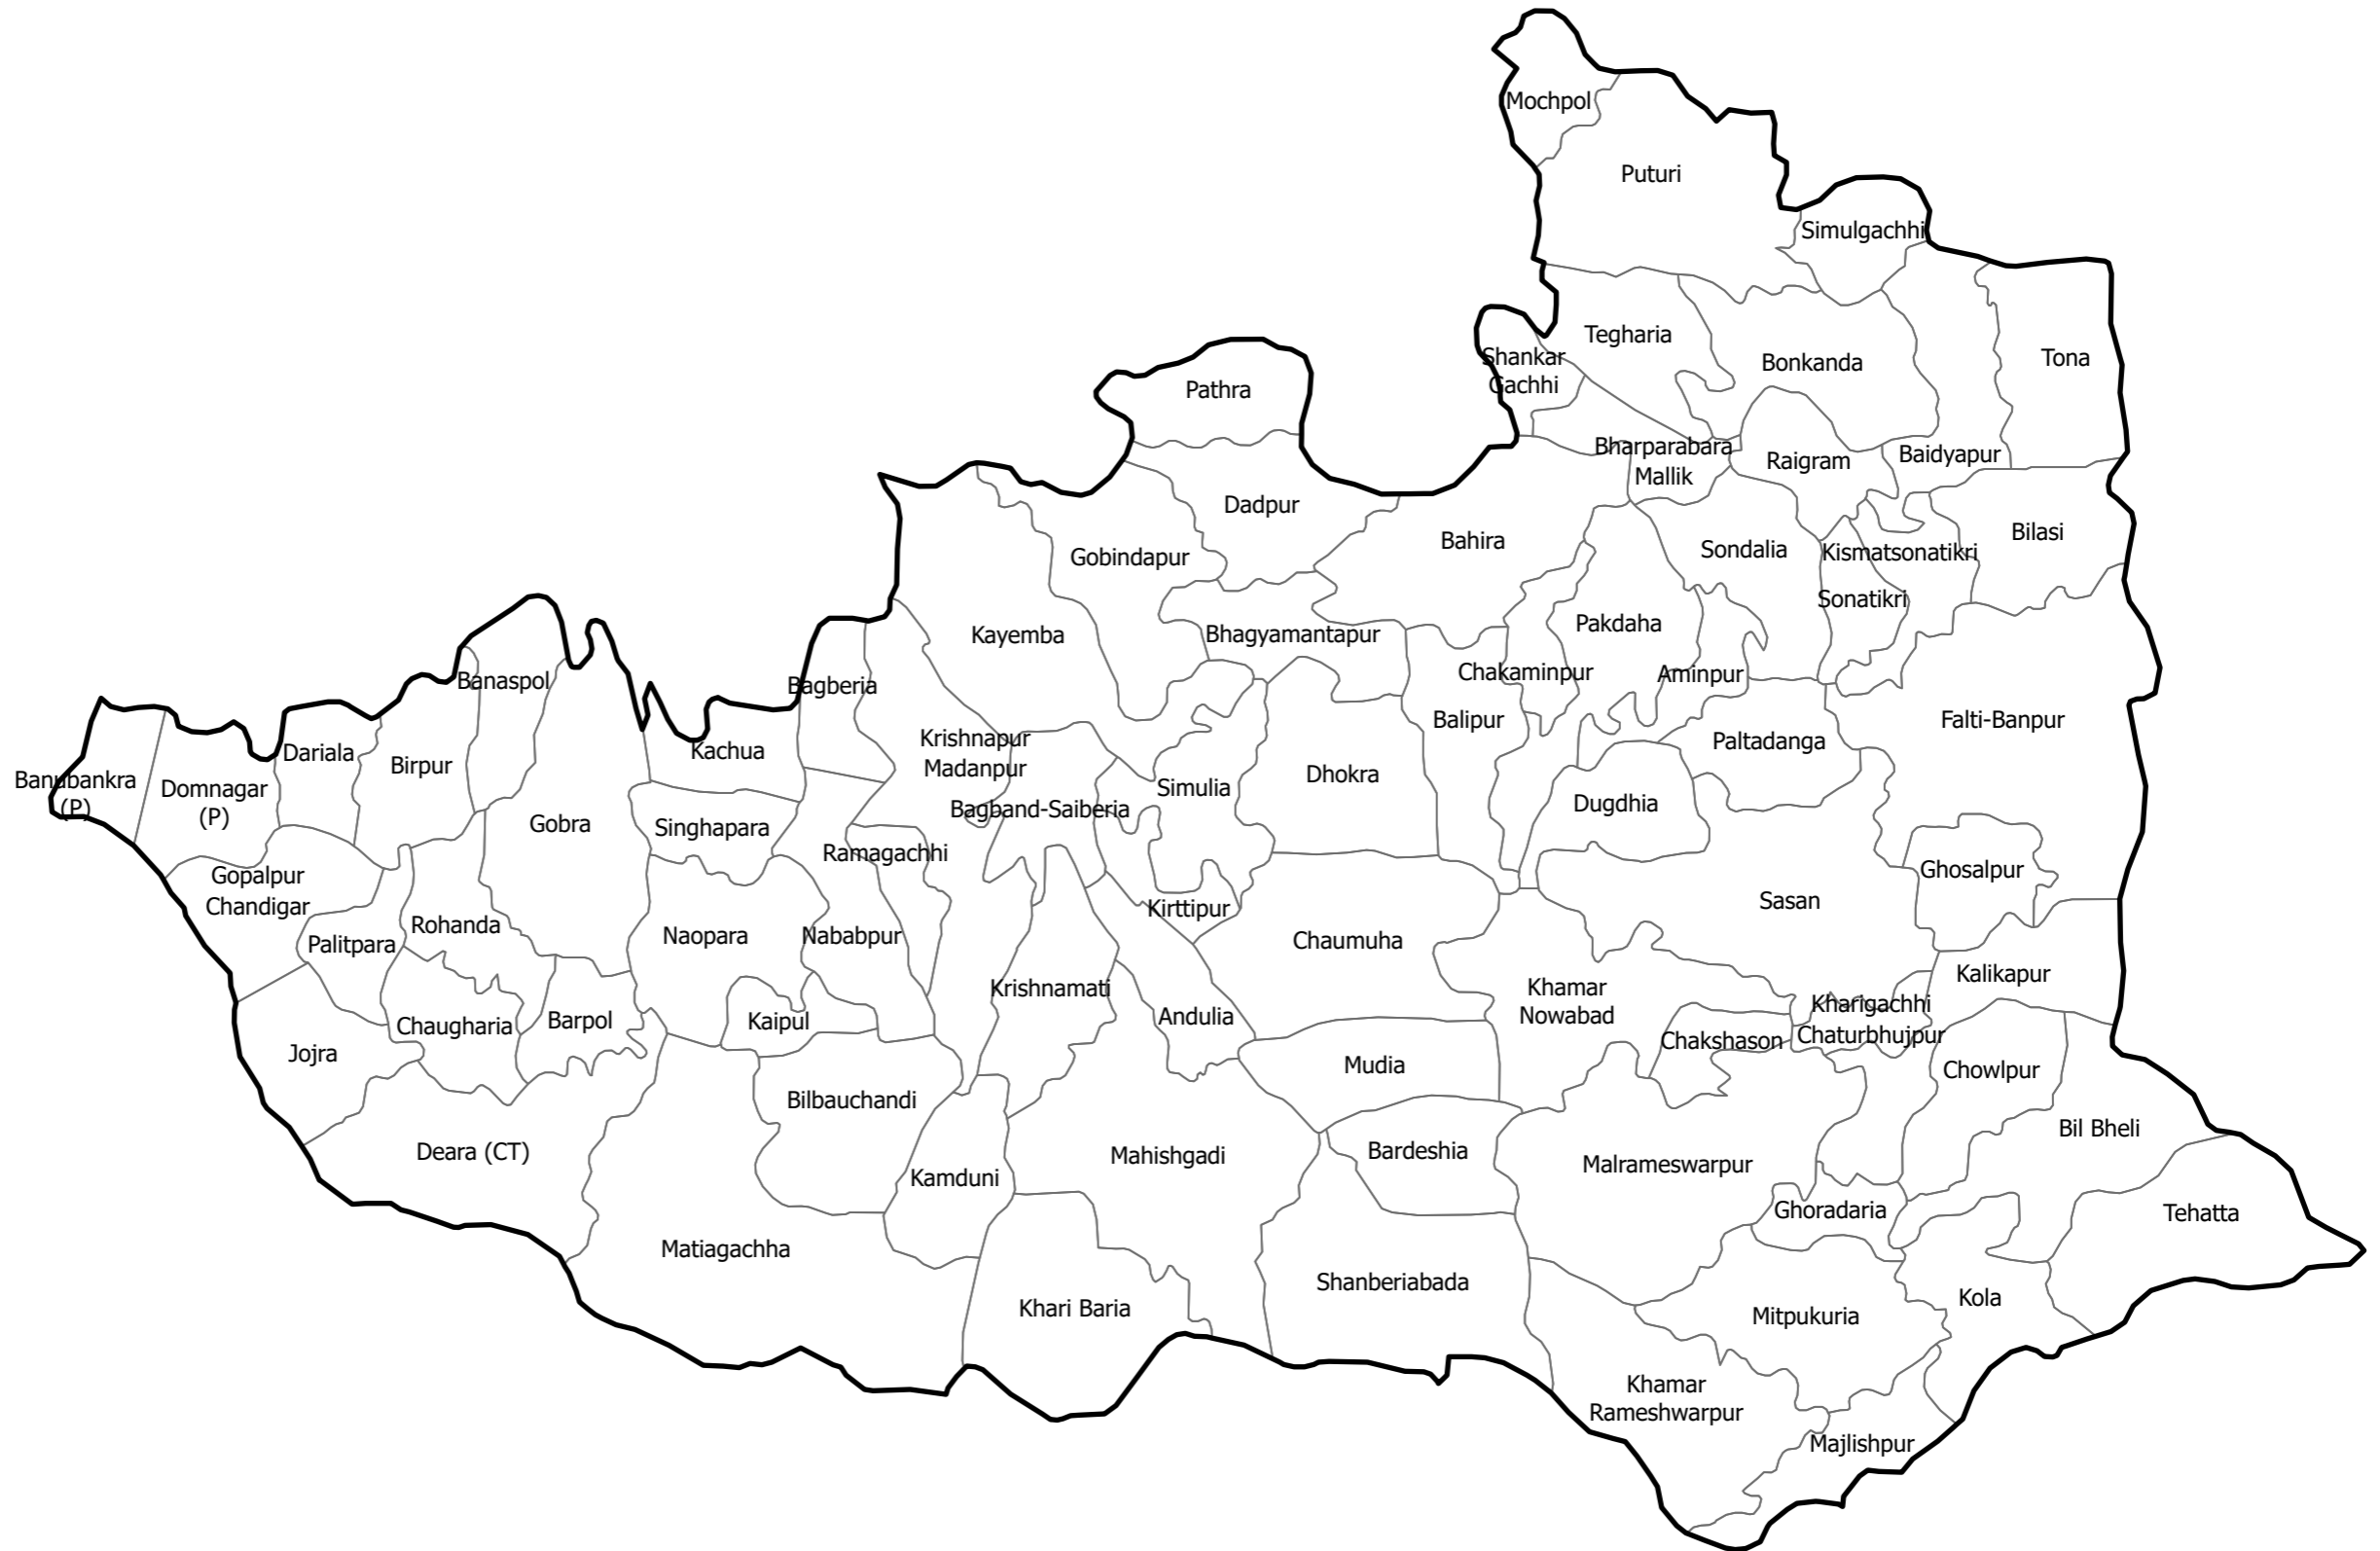 Mochpol
Puturi
Simulgachhi
Tegharia
Shankar
Gachhi
Bonkanda
Tona
Pathra
Bharparabara
Mallik
Raigram
Baidyapur
Dadpur
Bahira
Sondalia
Kismatsonatikri
Bilasi
Gobindapur
Sonatikri
Kayemba
Bhagyamantapur
Pakdaha
Chakaminpur
Aminpur
Banaspol
Bagberia
Balipur
Falti-Banpur
Paltadanga
Krishnapur
Madanpur
Kachua
Dariala
Birpur
Banubankra
(P)
Domnagar
(P)
Simulia
Dhokra
Dugdhia
Bagband-Saiberia
Gobra
Singhapara
Ramagachhi
Ghosalpur
Gopalpur
Chandigar
Sasan
Kirttipur
Rohanda
Palitpara
Naopara
Nababpur
Chaumuha
Kalikapur
Krishnamati
Khamar
Nowabad
Kharigachhi
Chaturbhujpur
Andulia
Kaipul
Barpol
Chaugharia
Chakshason
Jojra
Mudia
Chowlpur
Bilbauchandi
Bil Bheli
Deara (CT)
Bardeshia
Mahishgadi
Malrameswarpur
Kamduni
Ghoradaria
Tehatta
Matiagachha
Shanberiabada
Kola
Khari Baria
Mitpukuria
Khamar
Rameshwarpur
Majlishpur